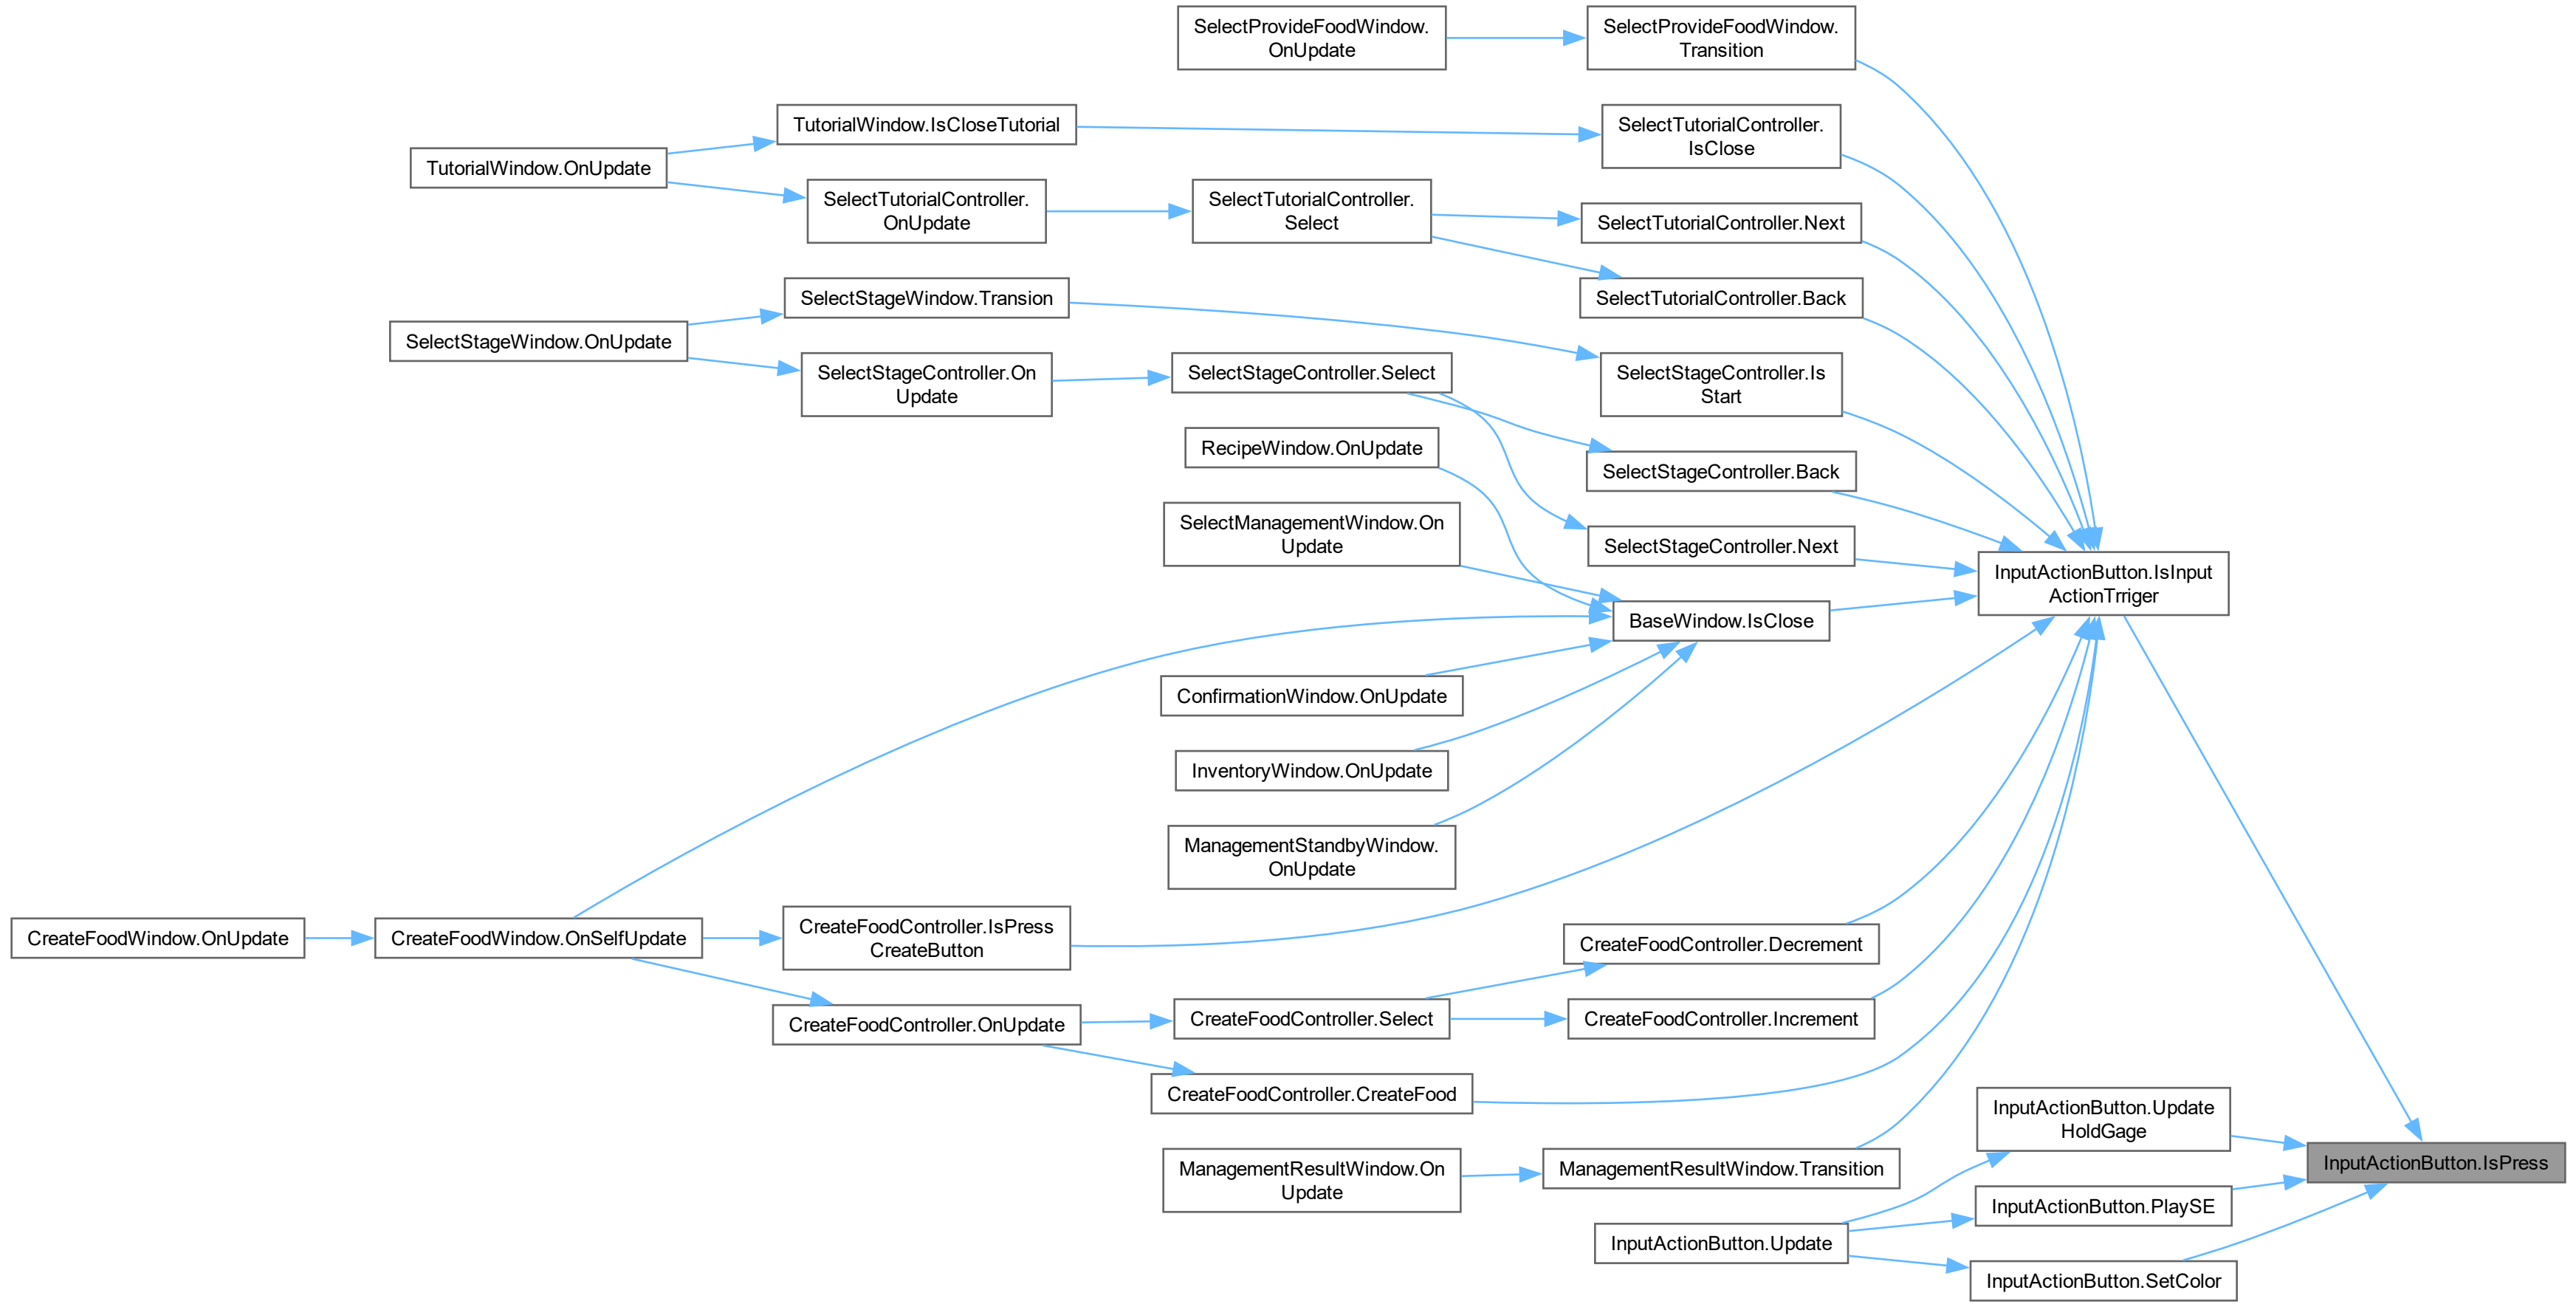 SelectProvideFoodWindow.
OnUpdate
SelectProvideFoodWindow.
Transition
TutorialWindow.IsCloseTutorial
SelectTutorialController.
IsClose
TutorialWindow.OnUpdate
SelectTutorialController.
OnUpdate
SelectTutorialController.
Select
SelectTutorialController.Next
SelectStageWindow.Transion
SelectTutorialController.Back
SelectStageWindow.OnUpdate
SelectStageController.On
Update
SelectStageController.Select
SelectStageController.Is
Start
RecipeWindow.OnUpdate
SelectStageController.Back
SelectManagementWindow.On
Update
SelectStageController.Next
InputActionButton.IsInput
ActionTrriger
BaseWindow.IsClose
ConfirmationWindow.OnUpdate
InventoryWindow.OnUpdate
ManagementStandbyWindow.
OnUpdate
CreateFoodWindow.OnUpdate
CreateFoodWindow.OnSelfUpdate
CreateFoodController.IsPress
CreateButton
CreateFoodController.Decrement
CreateFoodController.OnUpdate
CreateFoodController.Select
CreateFoodController.Increment
CreateFoodController.CreateFood
InputActionButton.Update
HoldGage
ManagementResultWindow.On
Update
ManagementResultWindow.Transition
InputActionButton.IsPress
InputActionButton.PlaySE
InputActionButton.Update
InputActionButton.SetColor